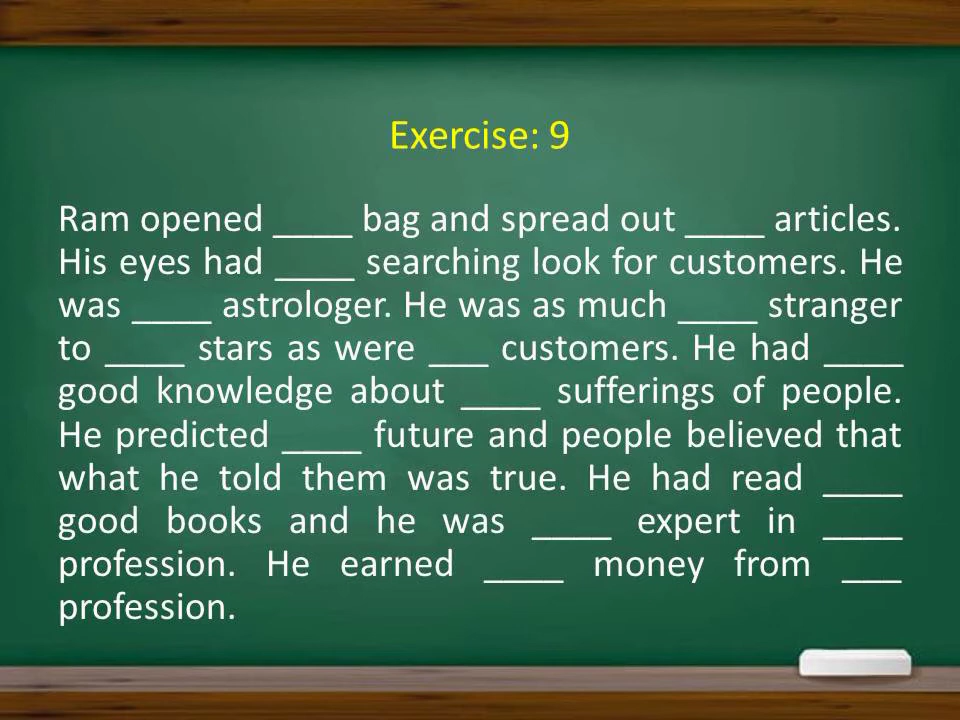 Exercise: 9
Ram opened ____ bag and spread out ____ articles.
His eyes had ____ searching look for customers. He
was ____ astrologer. He was as much ____ stranger
to ____ stars as were ___ customers. He had ____
good knowledge about ____ sufferings of people.
He predicted ____ future and people believed that
what he told them was true. He had read ____
good books and he was ____ expert in ____
profession. He earned ____ money from ___
profession.